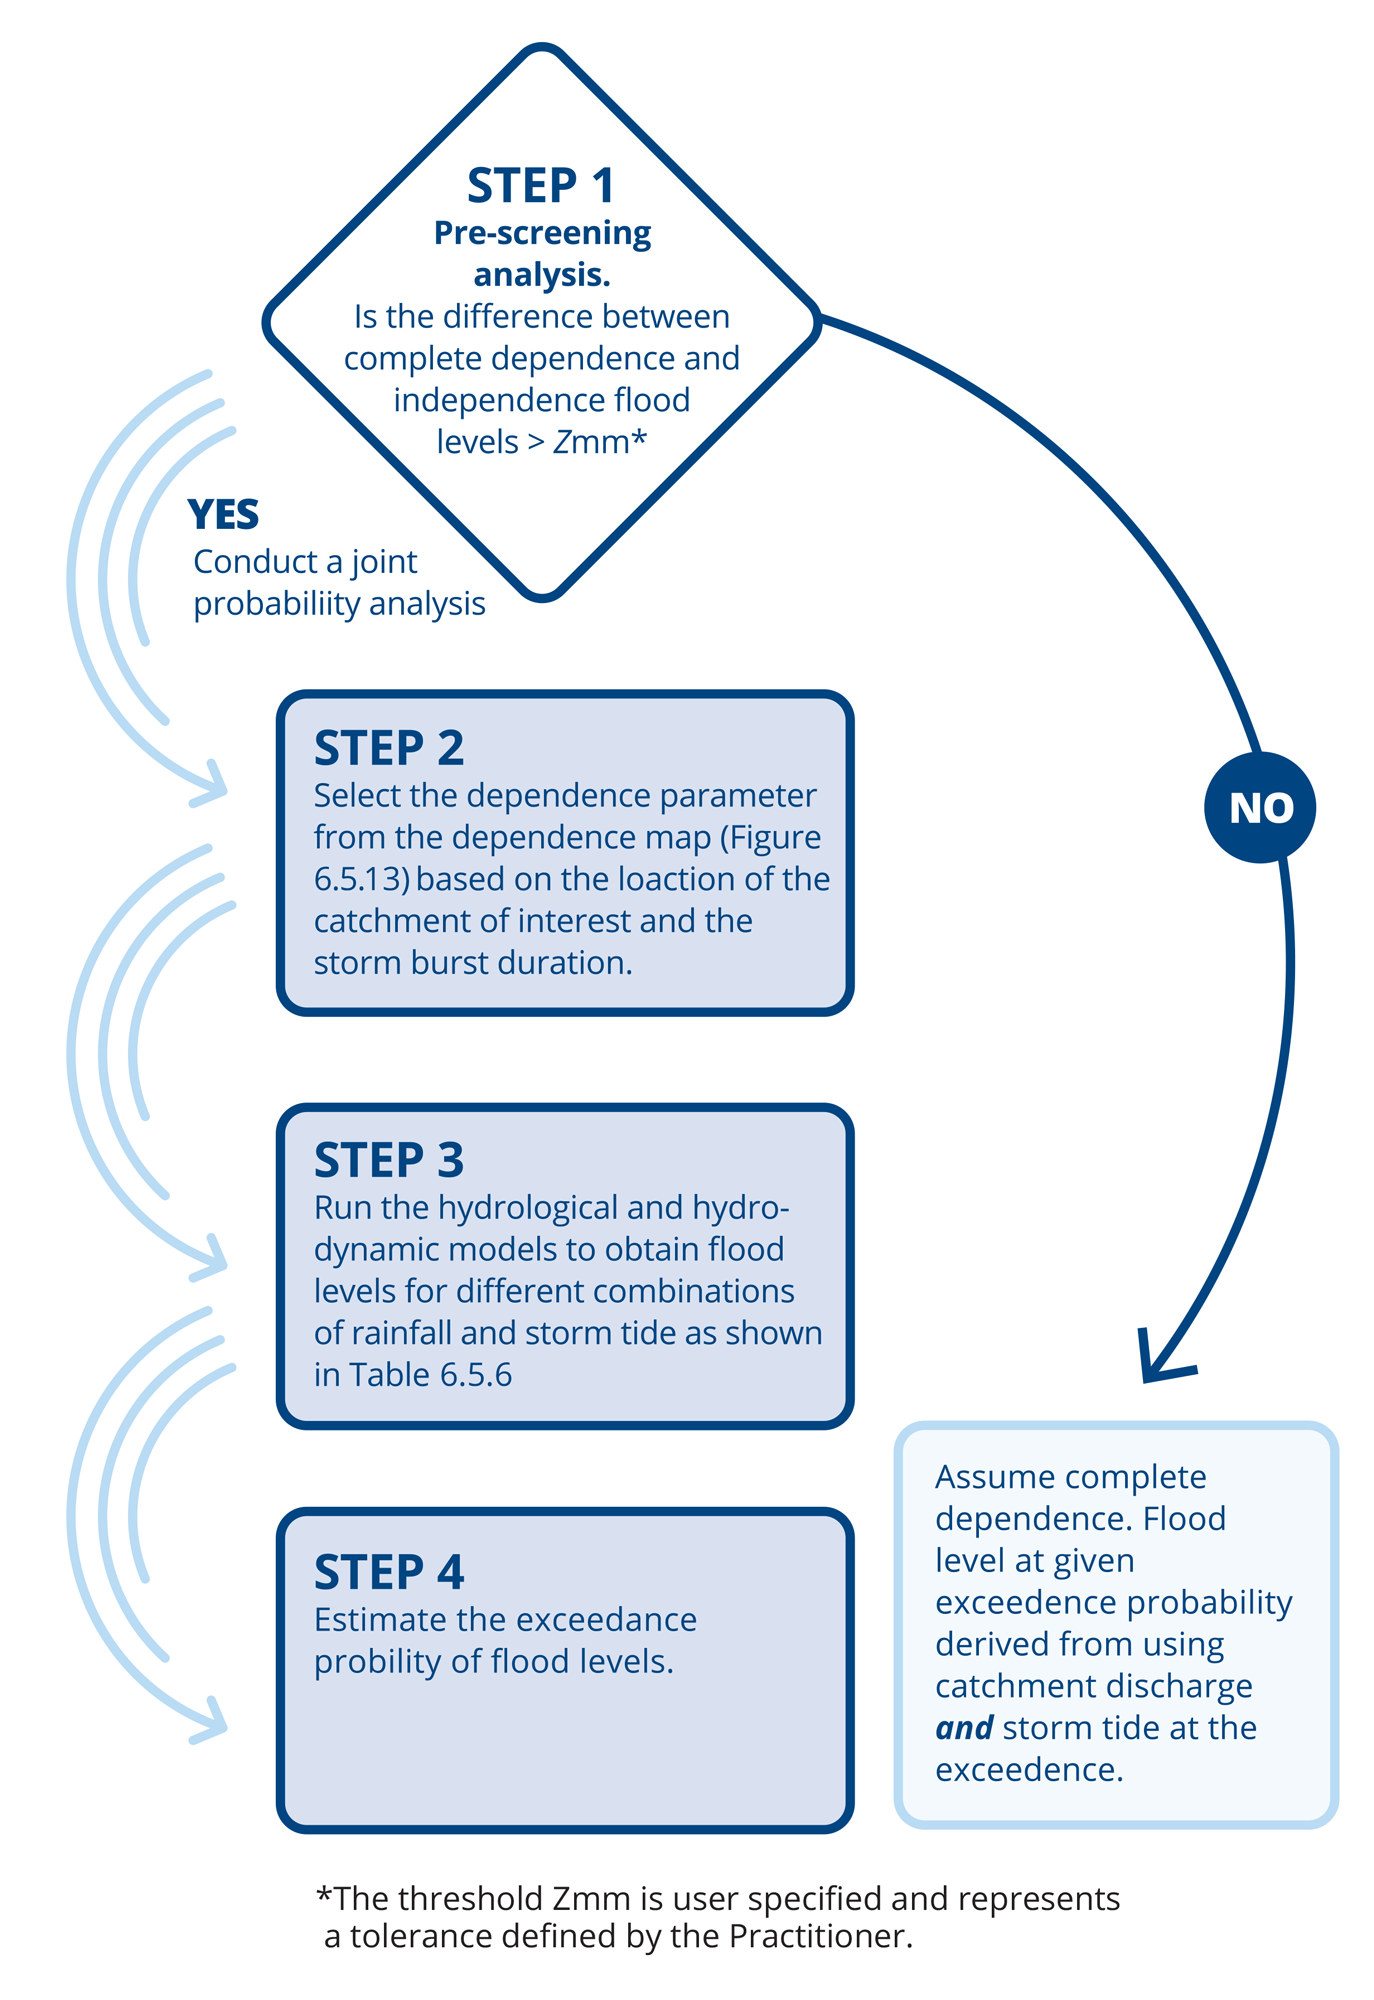 STEP 1
Pre-screening
analysis.
Is the difference between
complete dependence and
independence flood
levels > Zmm*
YES
Conduct a joint
probabiliity analysis
STEP 2
Select the dependence parameter
from the dependence map (Figure
6.5.13) based on the loaction of the
catchment of interest and the
storm burst duration.
NO
STEP 3
Run the hydrological and hydro-
dynamic models to obtain flood
levels for different combinations
of rainfall and storm tide as shown
in Table 6.5.6
STEP 4
Estimate the exceedance
probility of flood levels.
Assume complete
dependence. Flood
level at given
exceedence probability
derived from using
catchment discharge
and storm tide at the
exceedence.
*The threshold Zmm is user specified and represents
a tolerance defined by the Practitioner.